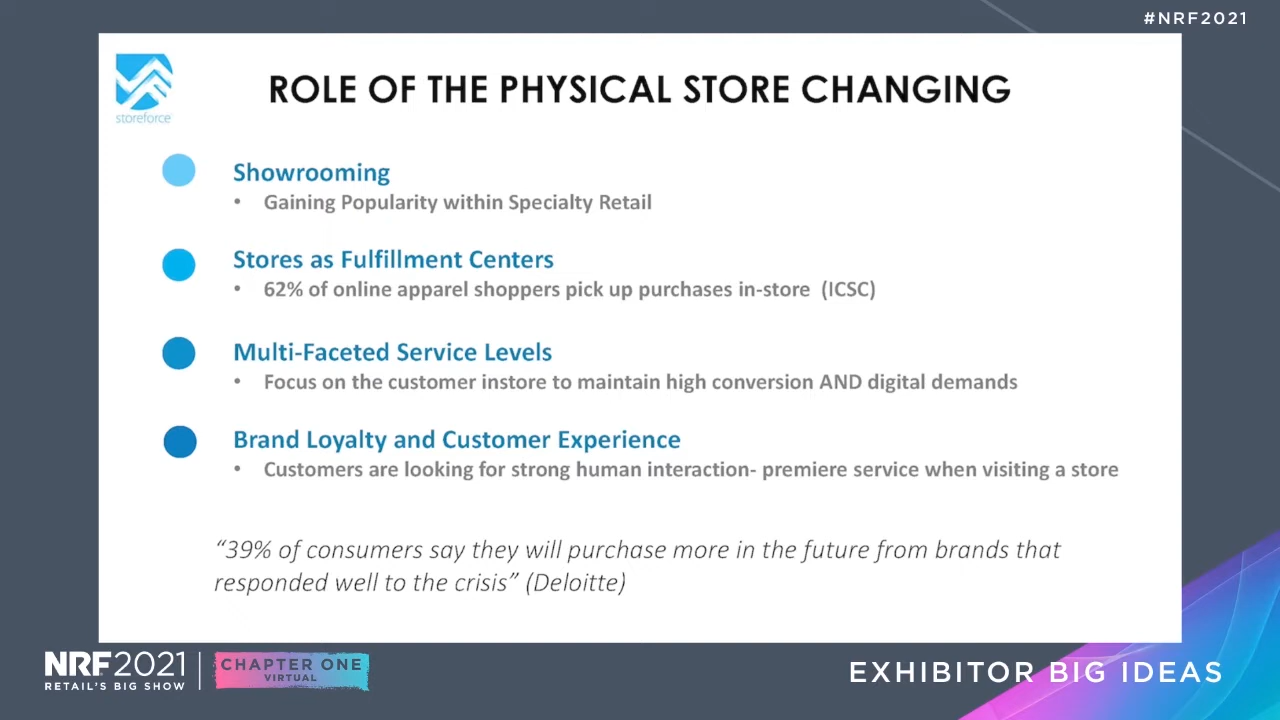 #NRF2021
storeforce
ROLE OF THE PHYSICAL STORE CHANGING
Showrooming
• Gaining Popularity within Specialty Retail
Stores as Fulfillment Centers
• 62% of online apparel shoppers pick up purchases in-store (ICSC)
Multi-Faceted Service Levels
• Focus on the customer instore to maintain high conversion AND digital demands
Brand Loyalty and Customer Experience
• Customers are looking for strong human interaction- premiere service when visiting a store
“39% of consumers say they will purchase more in the future from brands that
responded well to the crisis” (Deloitte)
NRF2021
RETAIL'S BIG SHOW
CHAPTER ONE
VIRTUAL
EXHIBITOR BIG IDEAS